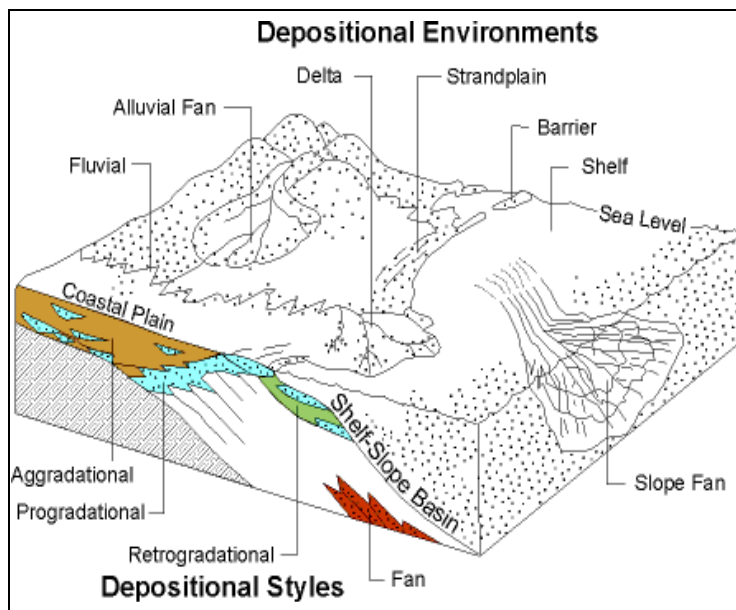 Depositional Environments
Delta
Strandplain
Alluvial Fan
Barrier
Fluvial
Shelf
Sea Level
Coastal Plain
Shelf-Slope Basin
Aggradational
Slope Fan
Progradational
Retrogradational
Fan
Depositional Styles